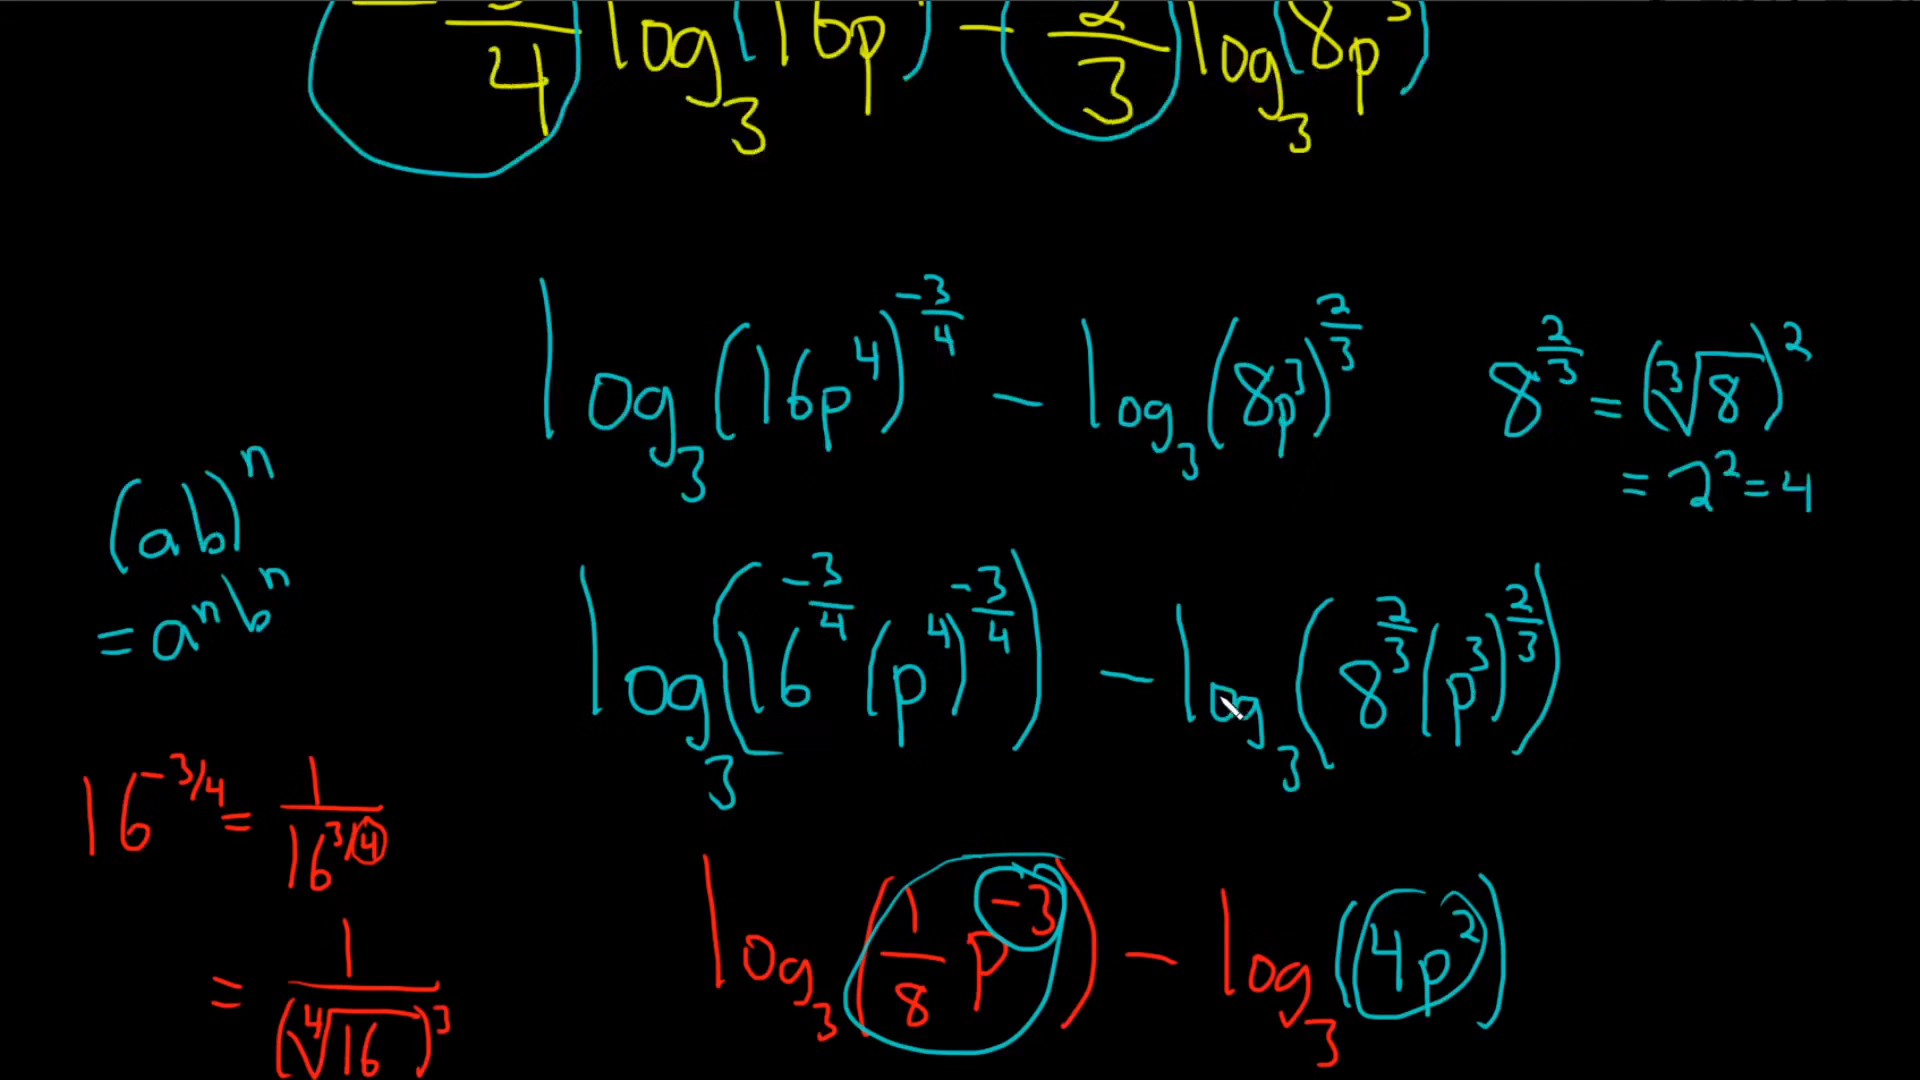 -3/4 log₃(16p⁴) - 2/3 log₃(8p³)
log₃(16p⁴)^(-3/4) - log₃(8p³)^(2/3)
8^(2/3) = (∛8)²
= 2² = 4
(ab)ⁿ
= aⁿbⁿ
log₃(16^(-3/4)(p⁴)^(-3/4)) - log₃(8^(2/3)(p³)^(2/3))
16^(-3/4) = 1/16^(3/4)
= 1/(∜16)³
log₃(1/8 p⁻³) - log₃(4p²)